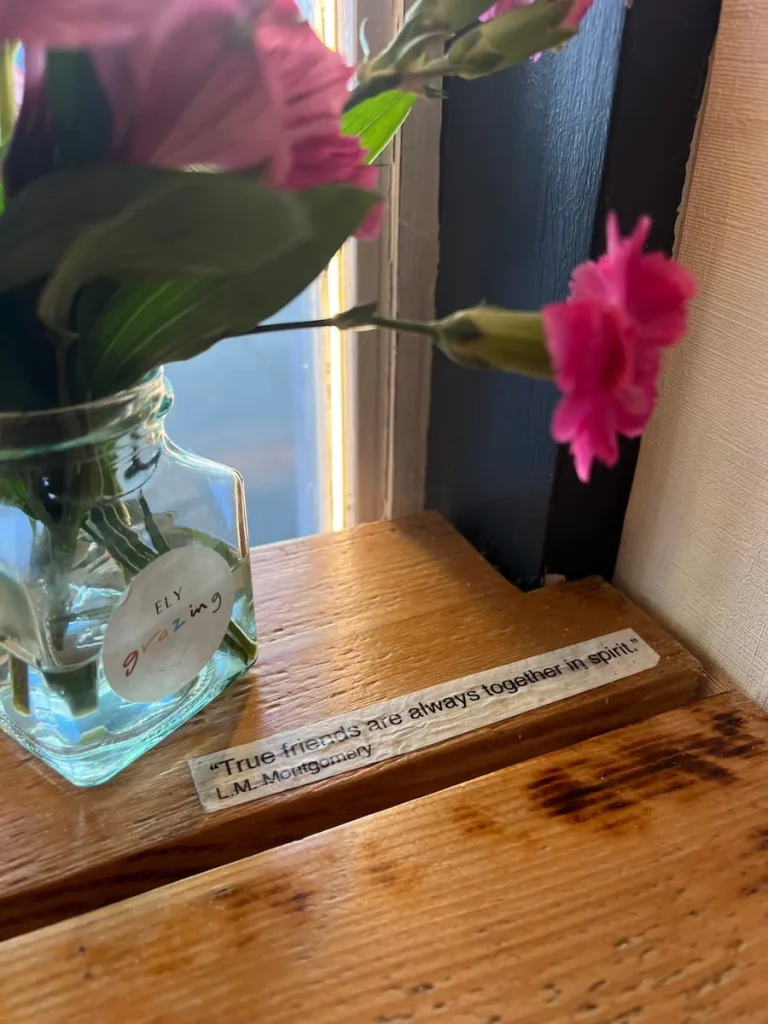 ELY
grazing
“True friends are always together in spirit.”
L.M. Montgomery